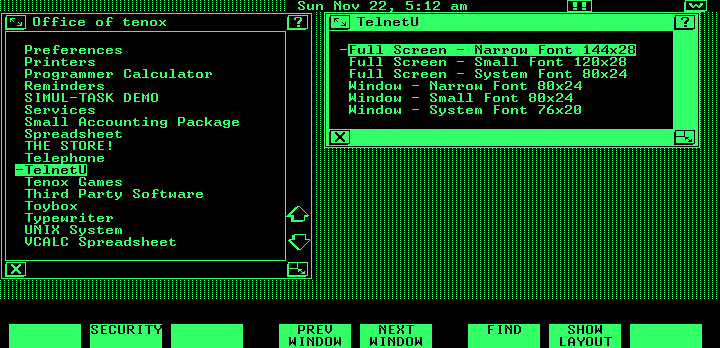 Sun Nov 22, 5:12 am
!!
W
Office of tenox
?
Preferences
Printers
Programmer Calculator
Reminders
SIMUL-TASK DEMO
Services
Small Accounting Package
Spreadsheet
THE STORE!
Telephone
TelnetU
Tenox Games
Third Party Software
Toybox
Typewriter
UNIX System
VCALC Spreadsheet
TelnetU
?
Full Screen - Narrow Font 144x28
Full Screen - Small Font 120x28
Full Screen - System Font 80x24
Window - Narrow Font 80x24
Window - Small Font 80x24
Window - System Font 76x20
SECURITY
PREV
WINDOW
NEXT
WINDOW
FIND
SHOW
LAYOUT